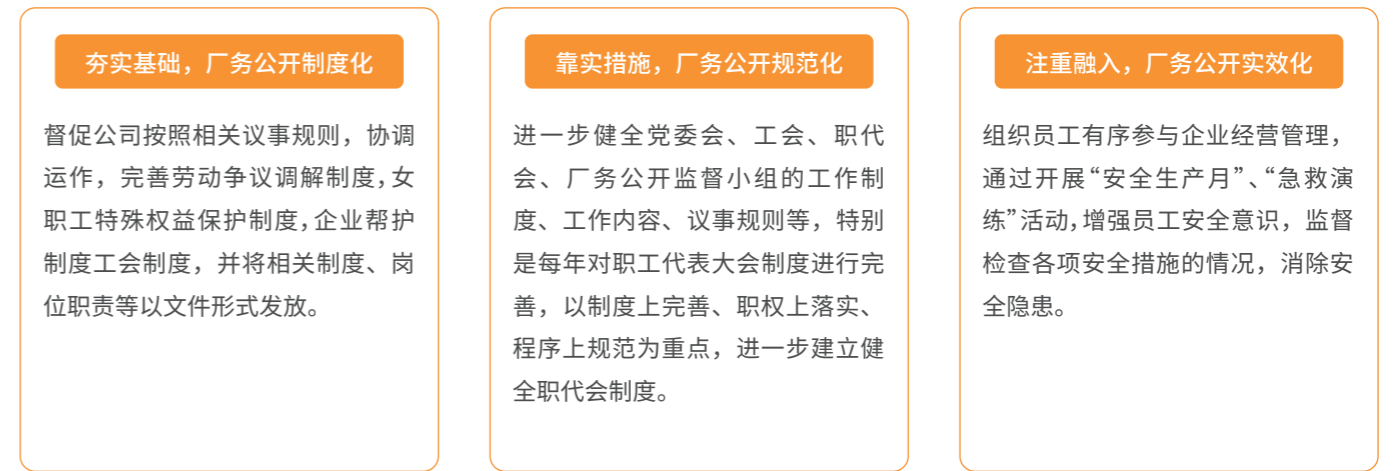 夯实基础，厂务公开制度化
督促公司按照相关议事规则，协调
运作，完善劳动争议调解制度，女
职工特殊权益保护制度，企业帮护
制度工会制度，并将相关制度、岗
位职责等以文件形式发放。
靠实措施，厂务公开规范化
进一步健全党委会、工会、职代
会、厂务公开监督小组的工作制
度、工作内容、议事规则等，特别
是每年对职工代表大会制度进行完
善，以制度上完善、职权上落实、
程序上规范为重点，进一步建立健
全职代会制度。
注重融入，厂务公开实效化
组织员工有序参与企业经营管理，
通过开展“安全生产月”、“急救演
练”活动，增强员工安全意识，监督
检查各项安全措施的情况，消除安
全隐患。